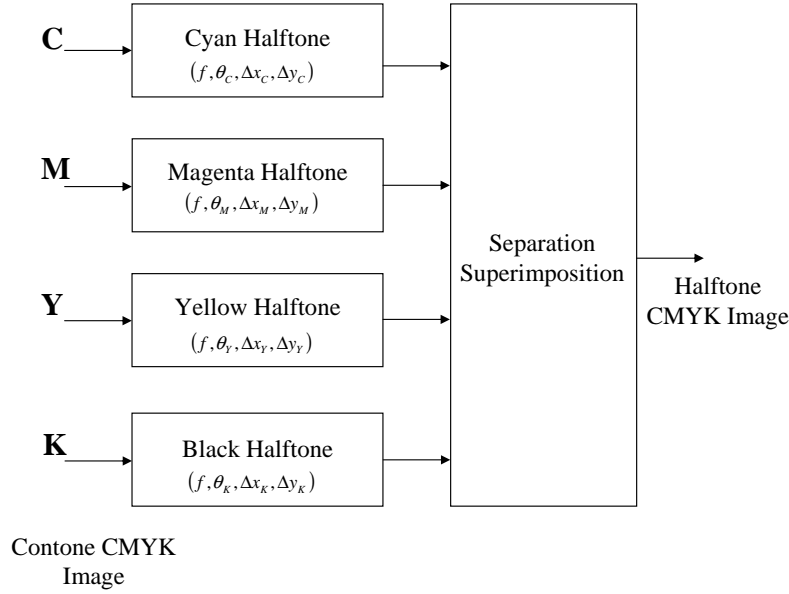 C
Cyan Halftone
(f,θ_C,Δx_C,Δy_C)
M
Magenta Halftone
(f,θ_M,Δx_M,Δy_M)
Y
Yellow Halftone
(f,θ_Y,Δx_Y,Δy_Y)
K
Black Halftone
(f,θ_K,Δx_K,Δy_K)
Separation
Superimposition
Halftone
CMYK Image
Contone CMYK
Image